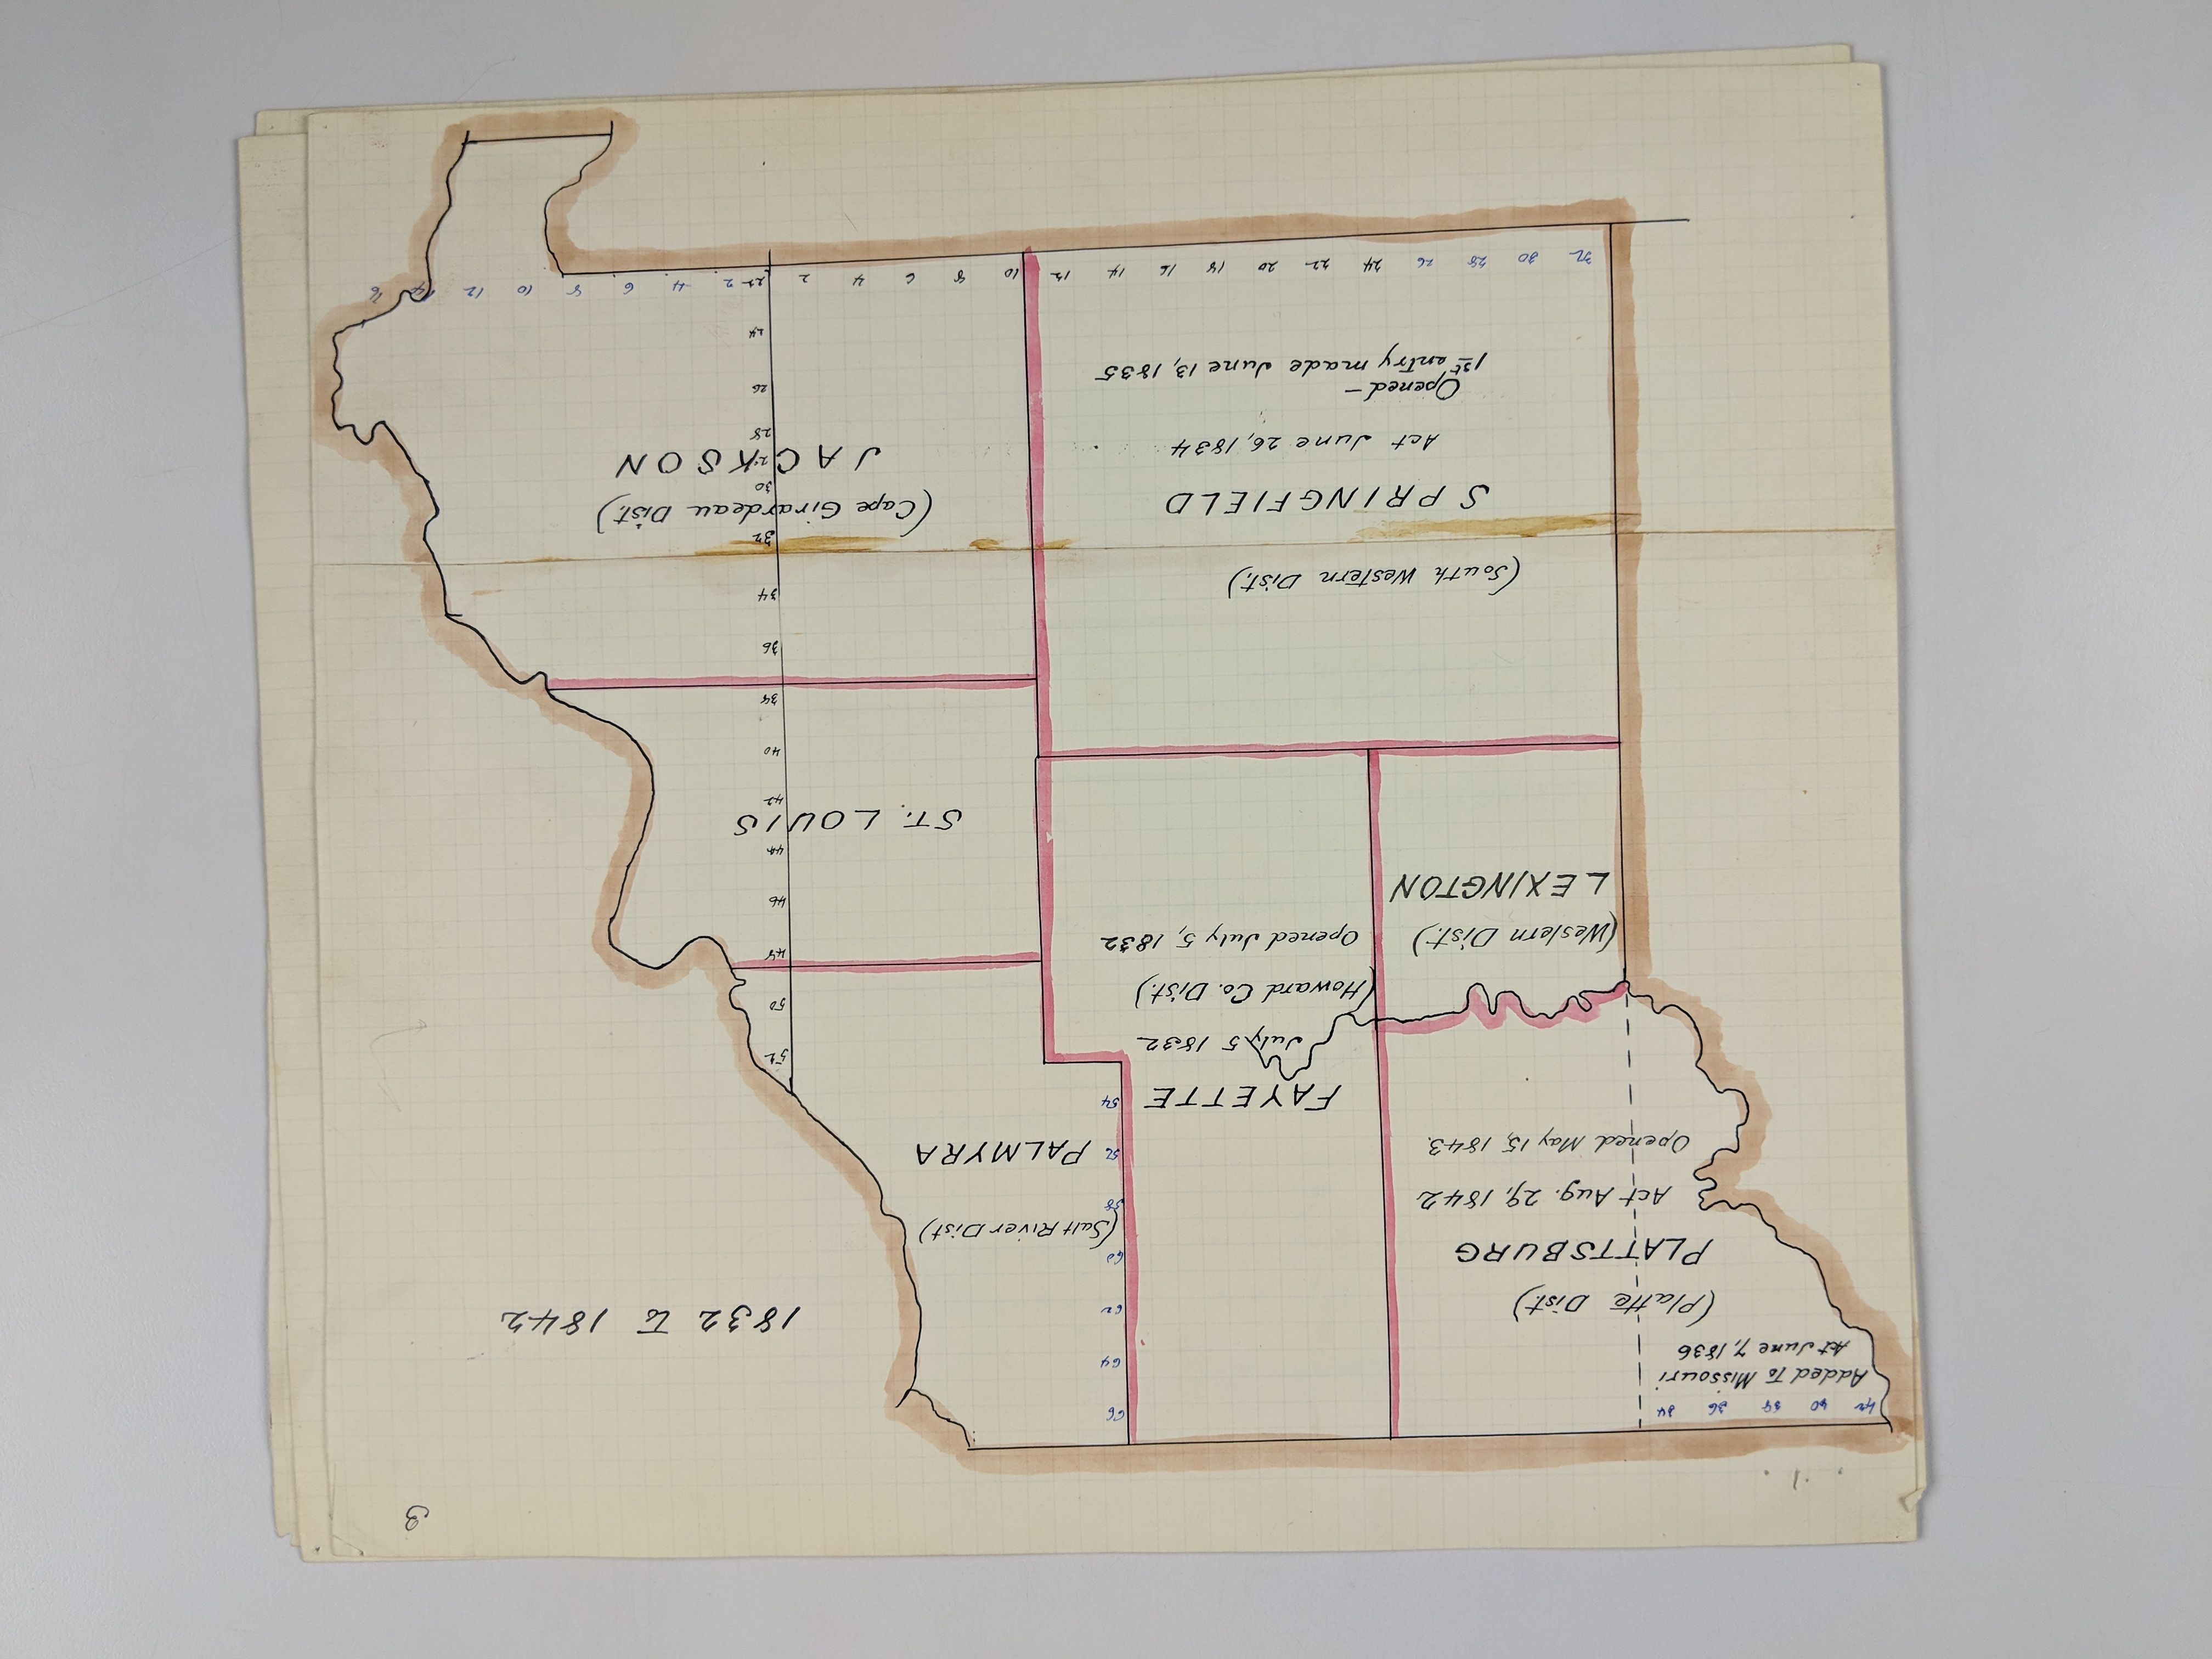 3
1832 To 1842
42 40 38 36 34
Added To Missouri
Act June 7, 1836
(Platte Dist.)
PLATTSBURG
Act Aug. 29, 1842
Opened May 15, 1843.
66
64
62
60
(Salt River Dist)
58
56
PALMYRA
54
FAYETTE
July 5 1832
(Howard Co. Dist.)
Opened July 5, 1832
(Western Dist.)
LEXINGTON
52
50
48
46
44
ST. LOUIS
42
40
38
36
34
32
(South Western Dist.)
SPRINGFIELD
Act June 26, 1834
Opened—
1st entry made June 13, 1835
(Cape Girardeau Dist.)
30
JACKSON
28
26
24
32 30 28 26 24 22 20 18 16 14 12 10 8 6 4 2 22 2 4 6 8 10 12 14 16